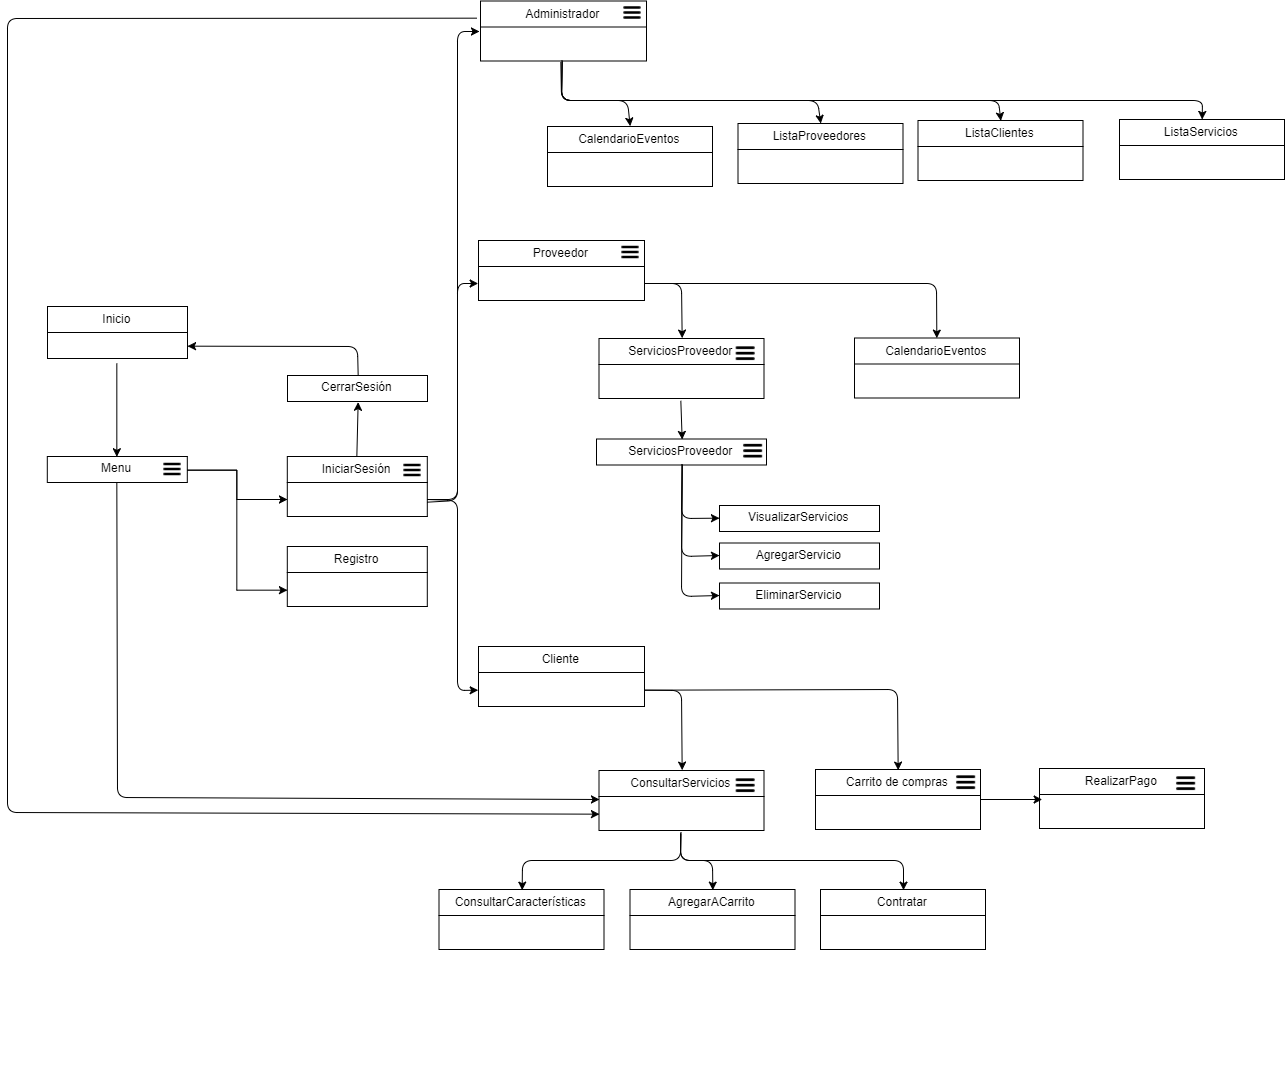 Administrador
CalendarioEventos
ListaProveedores
ListaClientes
ListaServicios
Proveedor
Inicio
ServiciosProveedor
CalendarioEventos
CerrarSesión
Menu
IniciarSesión
ServiciosProveedor
VisualizarServicios
Registro
AgregarServicio
EliminarServicio
Cliente
ConsultarServicios
Carrito de compras
RealizarPago
ConsultarCaracterísticas
AgregarACarrito
Contratar